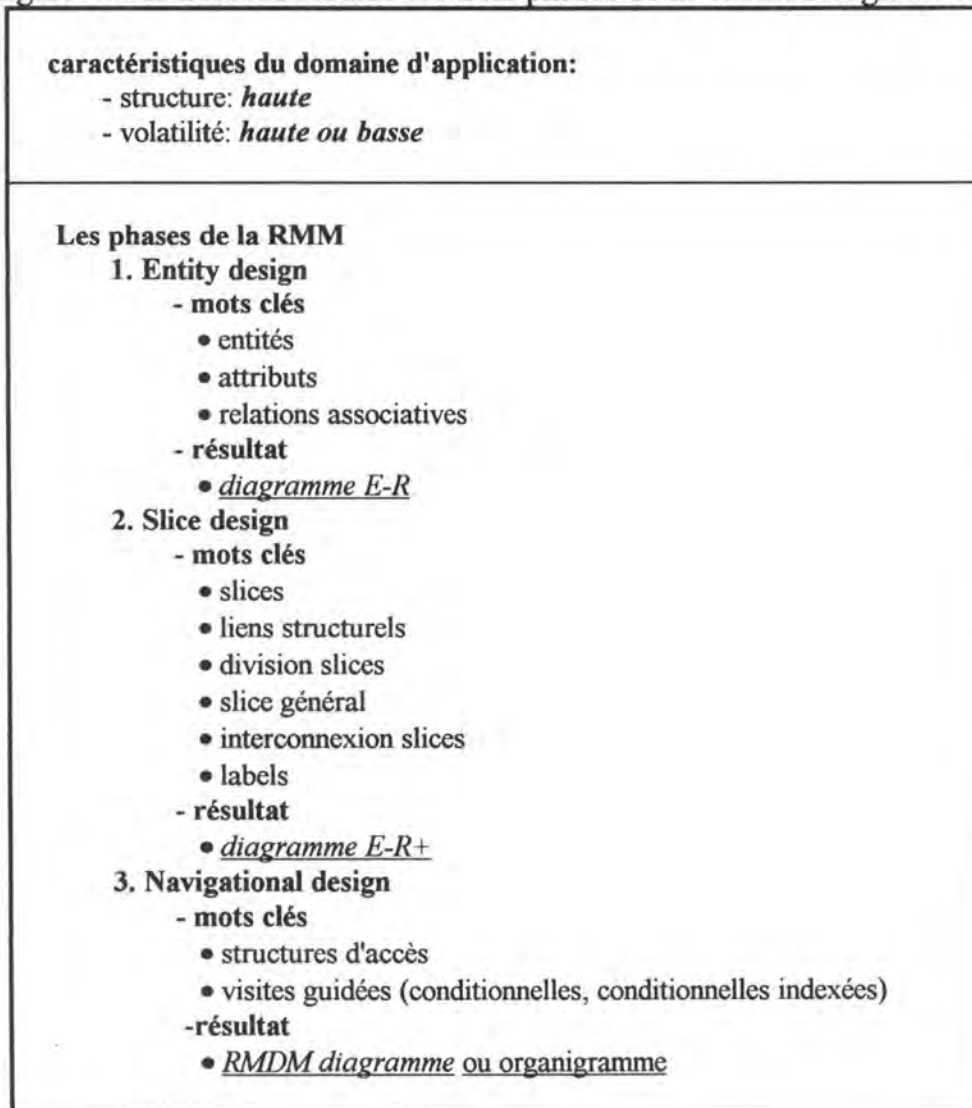 caractéristiques du domaine d'application:
- structure: haute
- volatilité: haute ou basse
Les phases de la RMM
1. Entity design
- mots clés
• entités
• attributs
• relations associatives
- résultat
• diagramme E-R
2. Slice design
- mots clés
• slices
• liens structurels
• division slices
• slice général
• interconnexion slices
• labels
- résultat
• diagramme E-R+
3. Navigational design
- mots clés
• structures d'accès
• visites guidées (conditionnelles, conditionnelles indexées)
-résultat
• RMDM diagramme ou organigramme